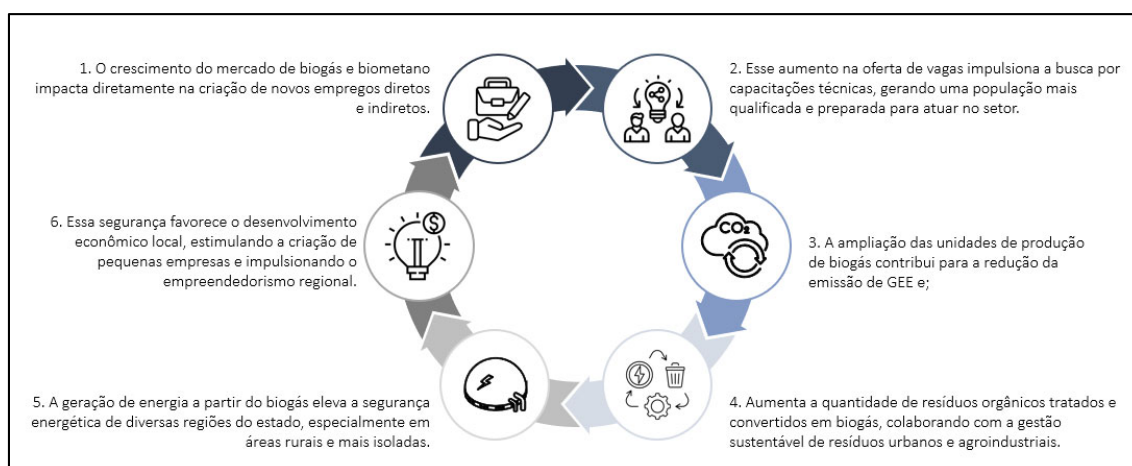 1. O crescimento do mercado de biogás e biometano
impacta diretamente na criação de novos empregos diretos
e indiretos.
2. Esse aumento na oferta de vagas impulsiona a busca por
capacitações técnicas, gerando uma população mais
qualificada e preparada para atuar no setor.
CO₂
3. A ampliação das unidades de produção
de biogás contribui para a redução da
emissão de GEE e;
4. Aumenta a quantidade de resíduos orgânicos tratados e
convertidos em biogás, colaborando com a gestão
sustentável de resíduos urbanos e agroindustriais.
5. A geração de energia a partir do biogás eleva a segurança
energética de diversas regiões do estado, especialmente em
áreas rurais e mais isoladas.
6. Essa segurança favorece o desenvolvimento
econômico local, estimulando a criação de
pequenas empresas e impulsionando o
empreendedorismo regional.
$